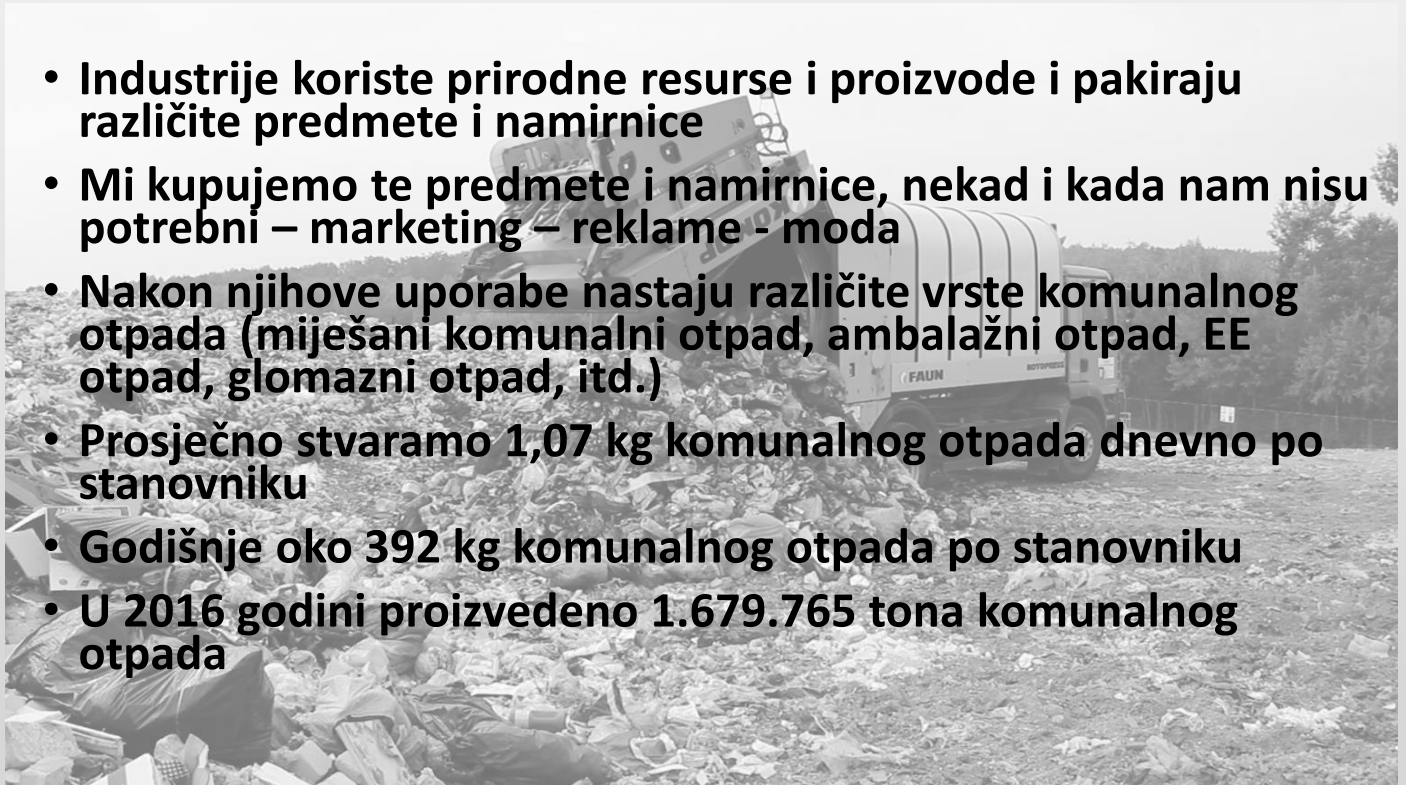 • Industrije koriste prirodne resurse i proizvode i pakiraju
različite predmete i namirnice
• Mi kupujemo te predmete i namirnice, nekad i kada nam nisu
potrebni – marketing – reklame - moda
• Nakon njihove uporabe nastaju različite vrste komunalnog
otpada (miješani komunalni otpad, ambalažni otpad, EE
otpad, glomazni otpad, itd.)
• Prosječno stvaramo 1,07 kg komunalnog otpada dnevno po
stanovniku
• Godišnje oko 392 kg komunalnog otpada po stanovniku
• U 2016 godini proizvedeno 1.679.765 tona komunalnog
otpada
FAUN
ROTOPRESS